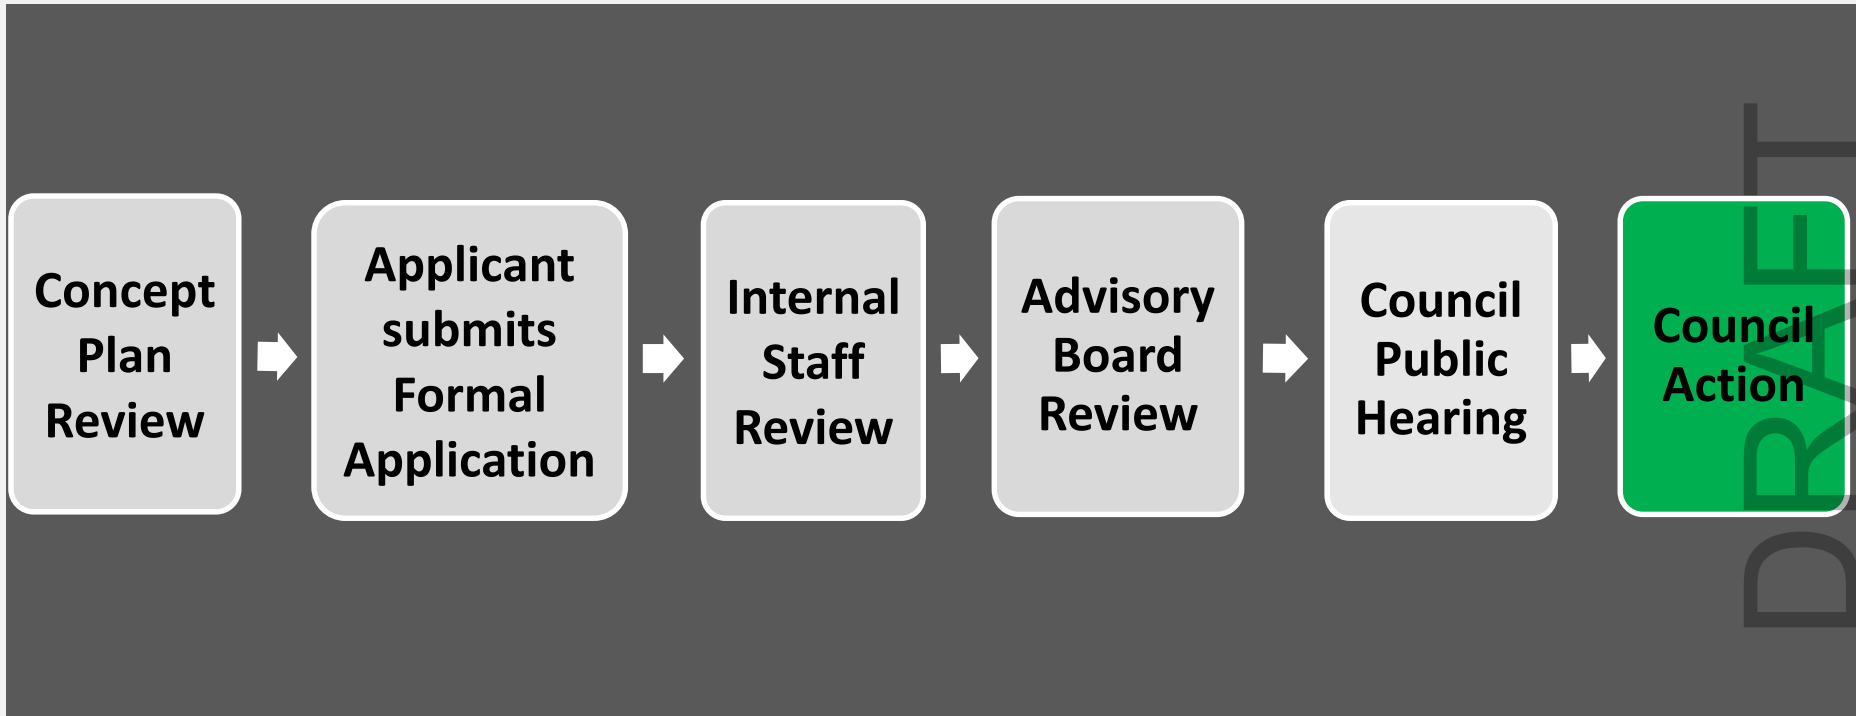 Concept
Plan
Review
Applicant
submits
Formal
Application
Internal
Staff
Review
Advisory
Board
Review
Council
Public
Hearing
Council
Action
DRAFT